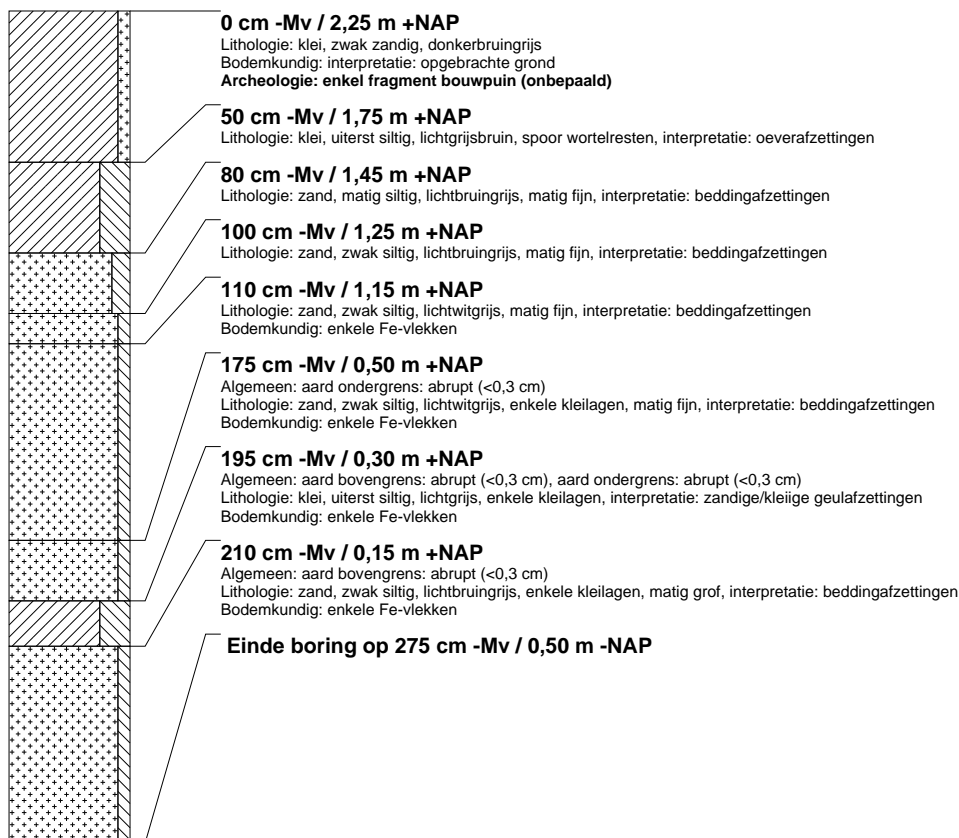 0 cm -Mv / 2,25 m +NAP
Lithologie: klei, zwak zandig, donkerbruingrijs
Bodemkundig: interpretatie: opgebrachte grond
Archeologie: enkel fragment bouwpuin (onbepaald)
50 cm -Mv / 1,75 m +NAP
Lithologie: klei, uiterst siltig, lichtgrijsbruin, spoor wortelresten, interpretatie: oeverafzettingen
80 cm -Mv / 1,45 m +NAP
Lithologie: zand, matig siltig, lichtbruingrijs, matig fijn, interpretatie: beddingafzettingen
100 cm -Mv / 1,25 m +NAP
Lithologie: zand, zwak siltig, lichtbruingrijs, matig fijn, interpretatie: beddingafzettingen
110 cm -Mv / 1,15 m +NAP
Lithologie: zand, zwak siltig, lichtwitgrijs, matig fijn, interpretatie: beddingafzettingen
Bodemkundig: enkele Fe-vlekken
175 cm -Mv / 0,50 m +NAP
Algemeen: aard ondergrens: abrupt (<0,3 cm)
Lithologie: zand, zwak siltig, lichtwitgrijs, enkele kleilagen, matig fijn, interpretatie: beddingafzettingen
Bodemkundig: enkele Fe-vlekken
195 cm -Mv / 0,30 m +NAP
Algemeen: aard bovengrens: abrupt (<0,3 cm), aard ondergrens: abrupt (<0,3 cm)
Lithologie: klei, uiterst siltig, lichtgrijs, enkele kleilagen, interpretatie: zandige/kleiige geulafzettingen
Bodemkundig: enkele Fe-vlekken
210 cm -Mv / 0,15 m +NAP
Algemeen: aard bovengrens: abrupt (<0,3 cm)
Lithologie: zand, zwak siltig, lichtbruingrijs, enkele kleilagen, matig grof, interpretatie: beddingafzettingen
Bodemkundig: enkele Fe-vlekken
Einde boring op 275 cm -Mv / 0,50 m -NAP